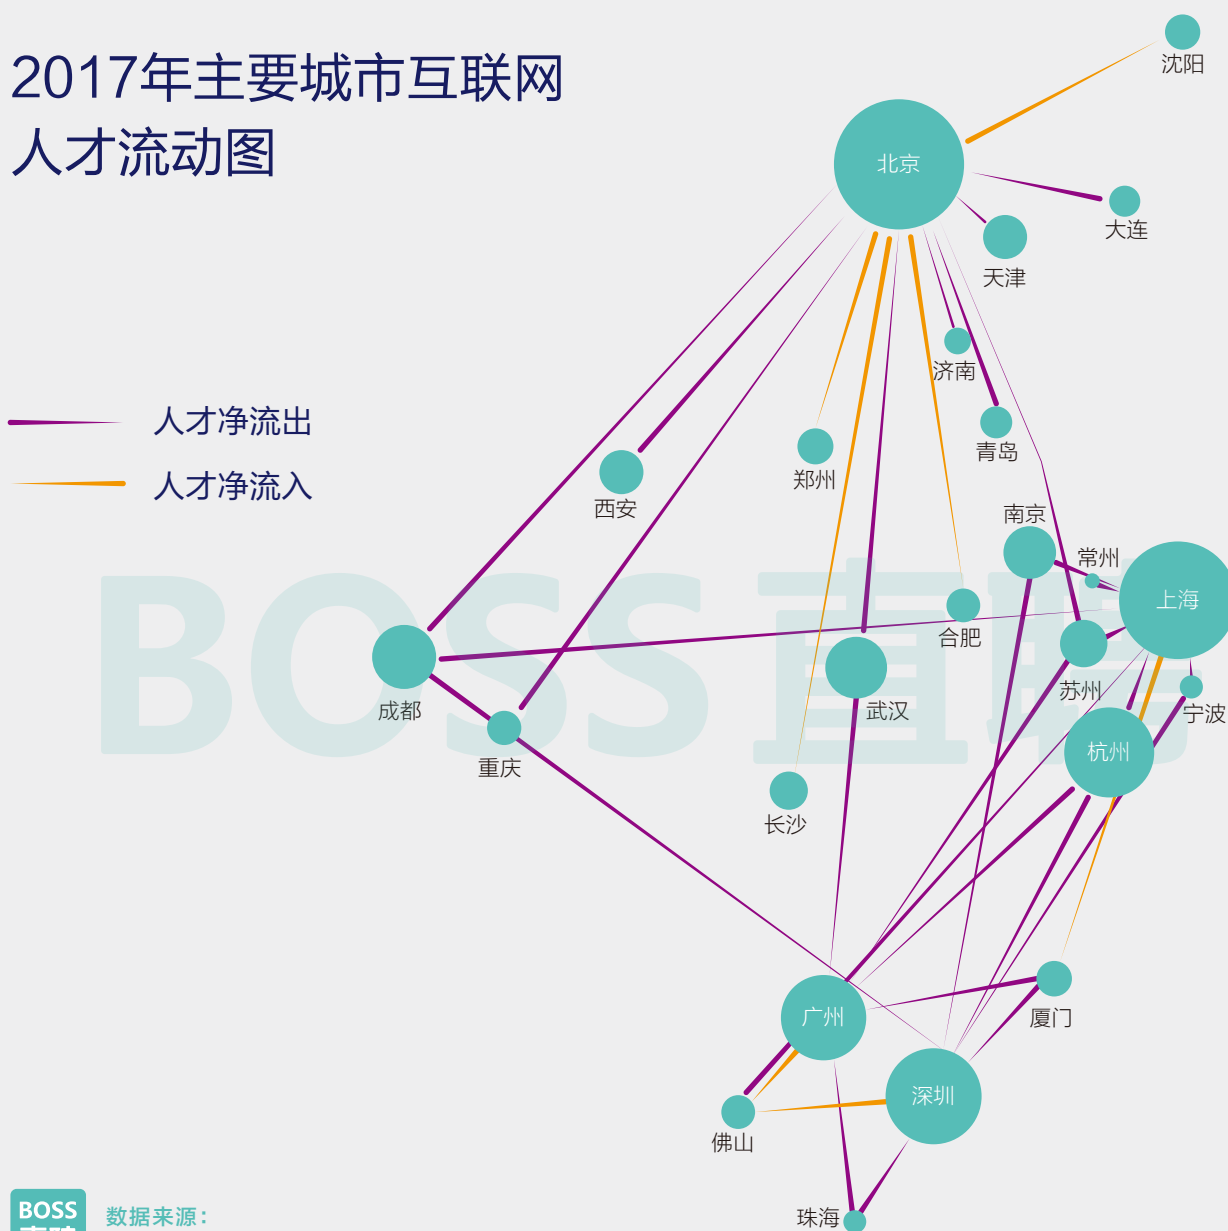 2017年主要城市互联网
人才流动图
沈阳
北京
大连
天津
济南
青岛
人才净流出
郑州
人才净流入
西安
南京
常州
上海
BOSS 直聘
合肥
苏州
成都
武汉
宁波
杭州
重庆
长沙
广州
厦门
深圳
佛山
BOSS
数据来源：
珠海